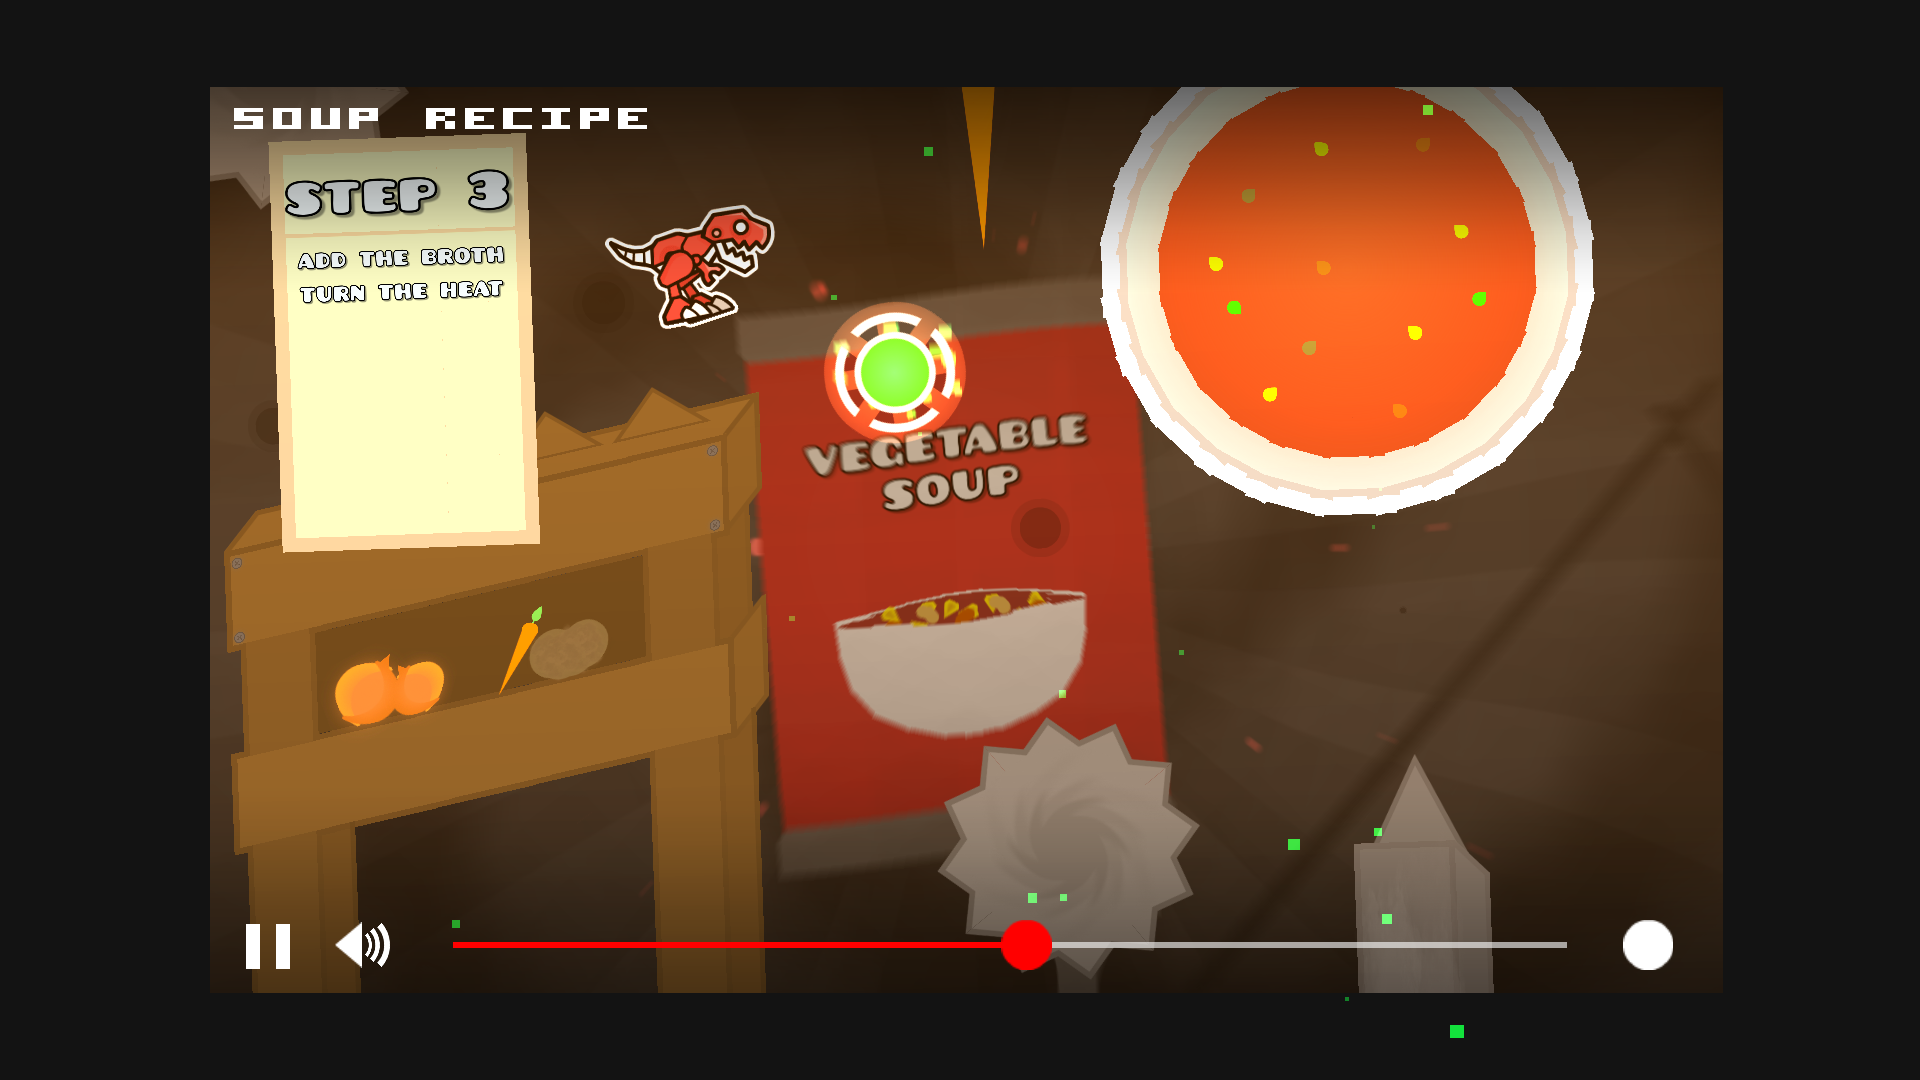 SOUP RECIPE
STEP 3
ADD THE BROTH
TURN THE HEAT
VEGETABLE
SOUP